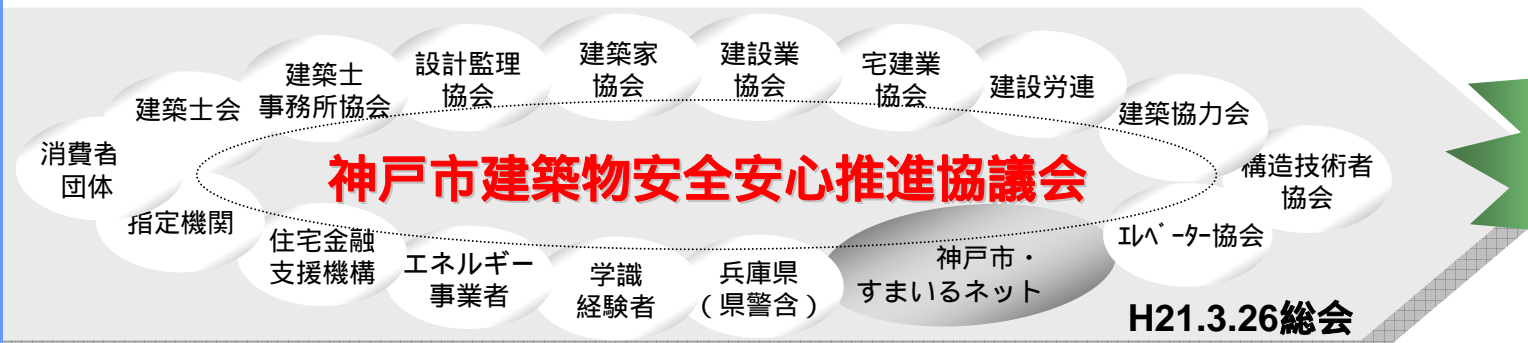 建築士
事務所協会
設計監理
協会
建築家
協会
建設業
協会
宅建業
協会
建設労連
建築協力会
構造技術者
協会
建築士会
消費者
団体
神戸市建築物安全安心推進協議会
指定機関
住宅金融
支援機構
エネルギー
事業者
学識
経験者
兵庫県
（県警含）
神戸市・
すまいるネット
ｴﾚﾍﾞｰﾀｰ協会
H21.3.26総会